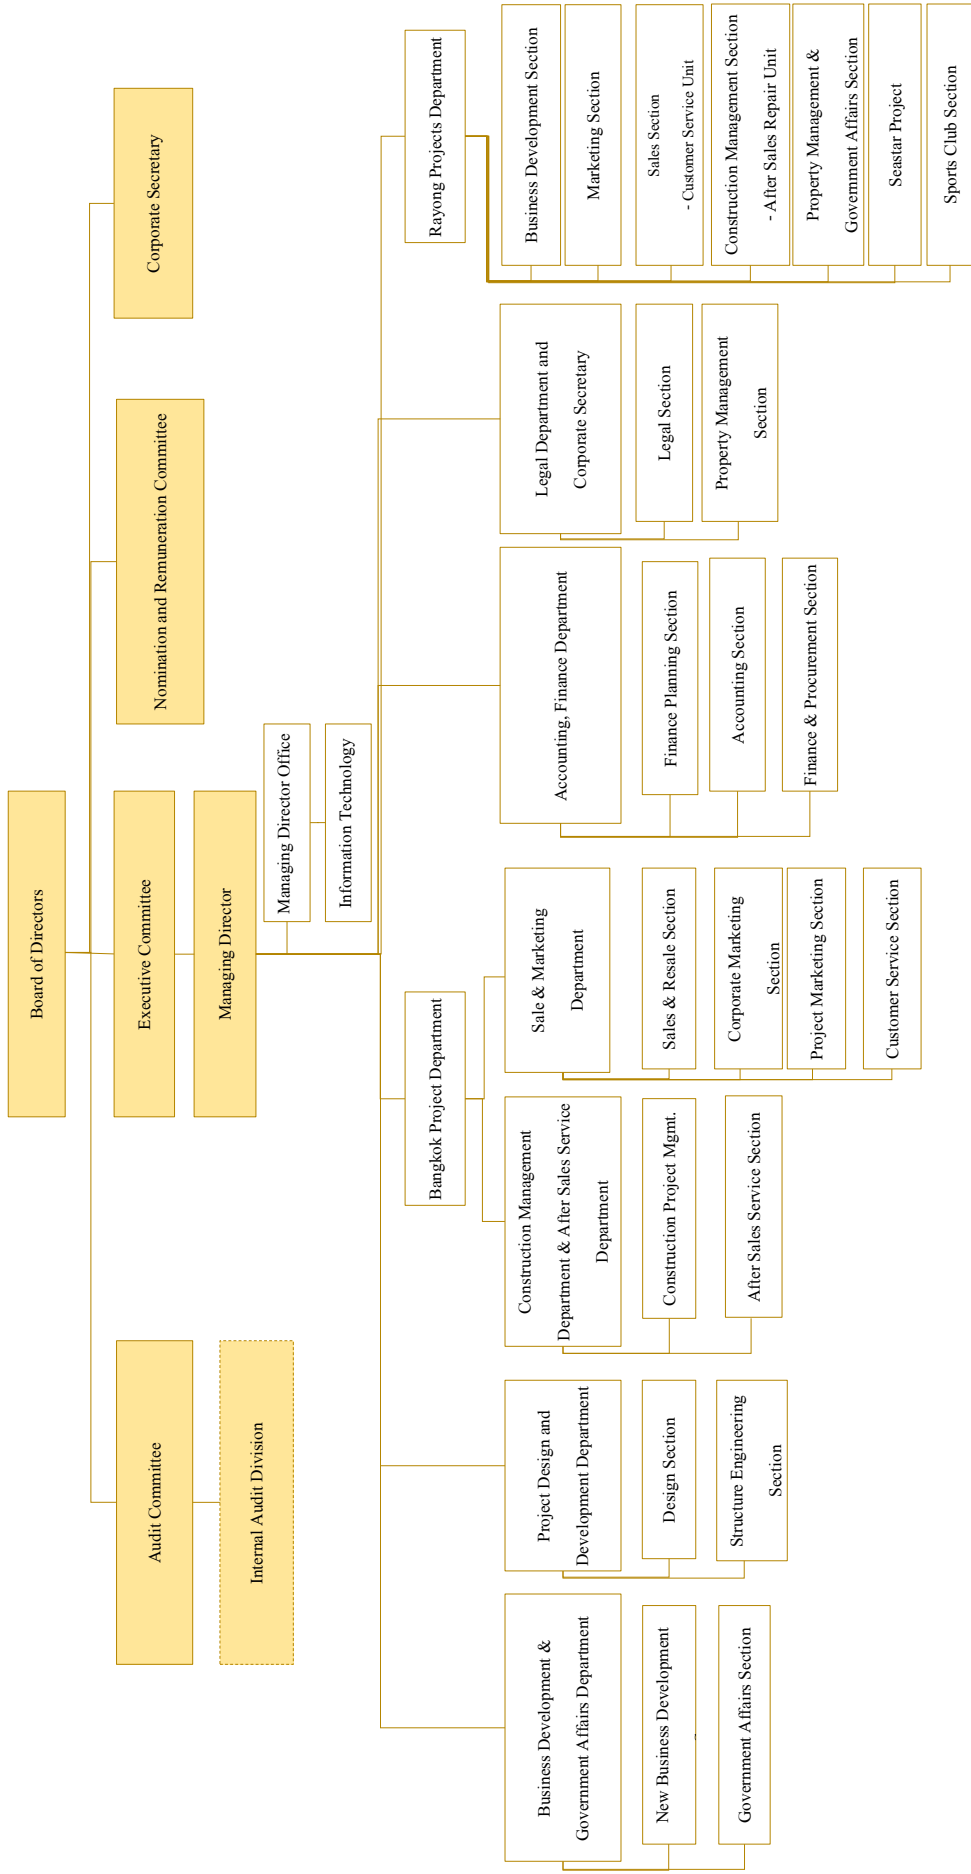 Board of Directors
Audit Committee
Executive Committee
Nomination and Remuneration Committee
Corporate Secretary
Internal Audit Division
Managing Director
Managing Director Office
Information Technology
Bangkok Project Department
Rayong Projects Department
Business Development &
Government Affairs Department
New Business Development
Government Affairs Section
Project Design and
Development Department
Design Section
Structure Engineering
Section
Construction Management
Department & After Sales Service
Department
Construction Project Mgmt.
After Sales Service Section
Sale & Marketing
Department
Sales & Resale Section
Corporate Marketing
Section
Project Marketing Section
Customer Service Section
Accounting, Finance Department
Finance Planning Section
Accounting Section
Finance & Procurement Section
Legal Department and
Corporate Secretary
Legal Section
Property Management
Section
Business Development Section
Marketing Section
Sales Section
- Customer Service Unit
Construction Management Section
- After Sales Repair Unit
Property Management &
Government Affairs Section
Seastar Project
Sports Club Section